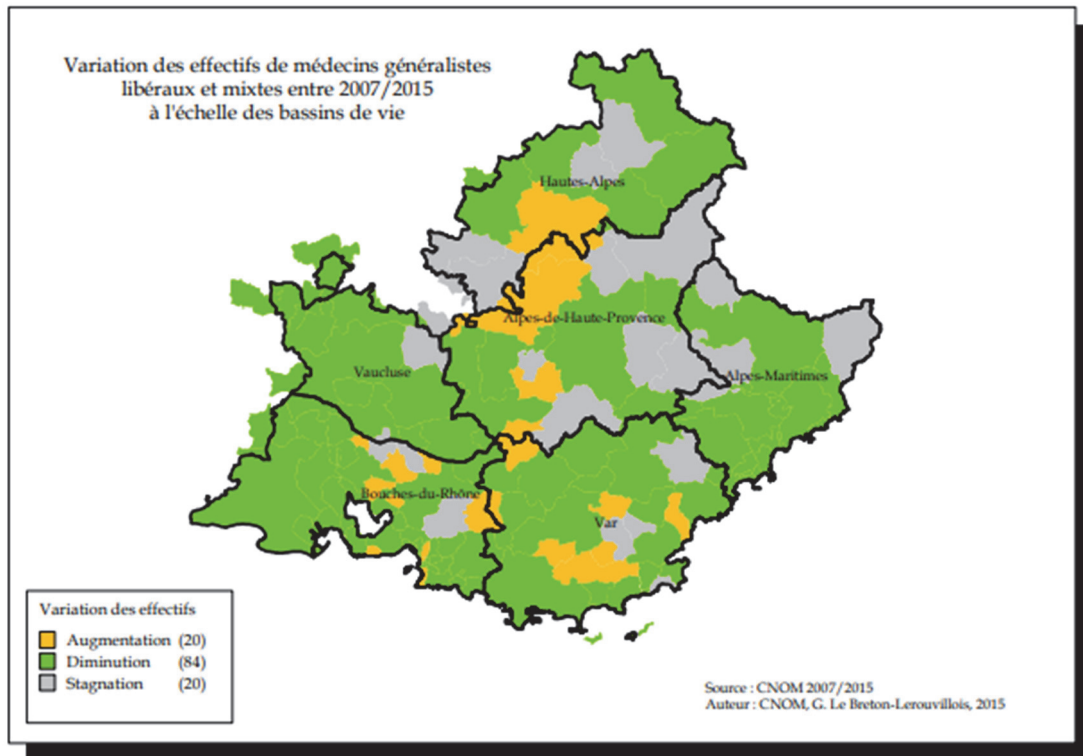 Variation des effectifs de médecins généralistes
libéraux et mixtes entre 2007/2015
à l'échelle des bassins de vie
Hautes-Alpes
Alpes-de-Haute-Provence
Vaucluse
Alpes-Maritimes
Bouches-du-Rhône
Var
Variation des effectifs
Augmentation (20)
Diminution (84)
Stagnation (20)
Source : CNOM 2007/2015
Auteur : CNOM, G. Le Breton-Lerouvillois, 2015